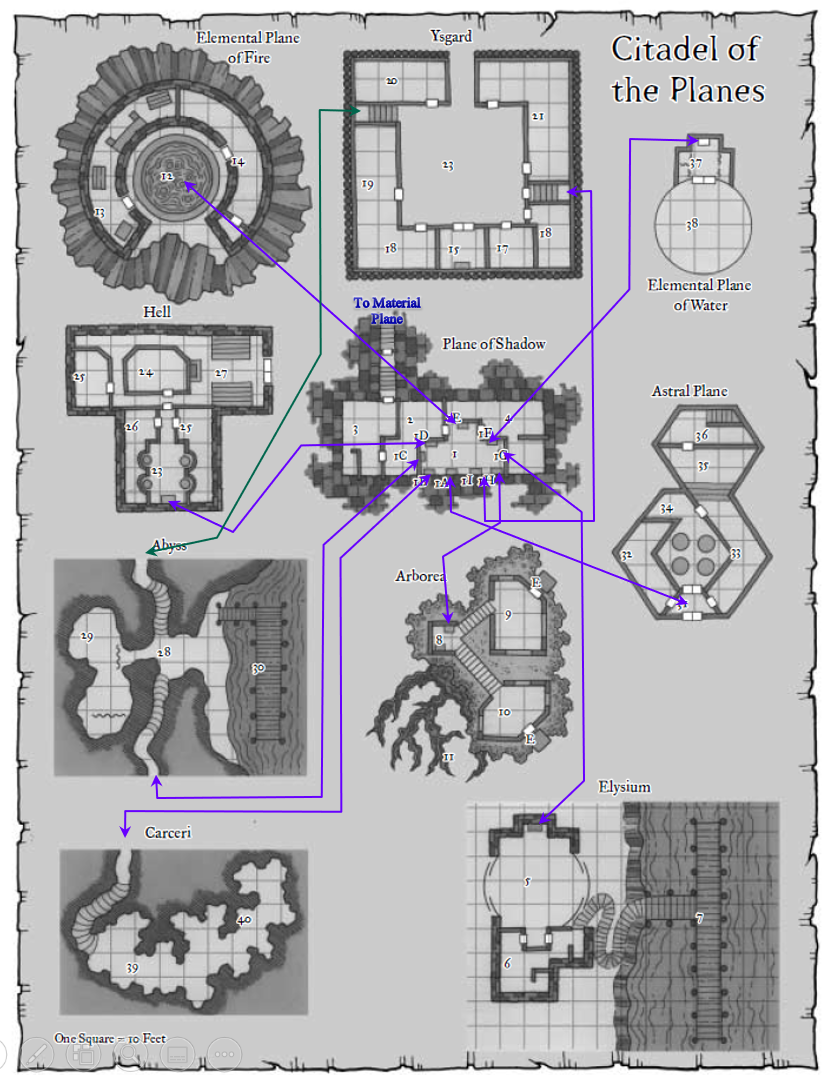 Citadel of
the Planes
Elemental Plane
of Fire
12
14
13
Ysgard
20
21
23
19
18
15
17
18
37
38
Elemental Plane
of Water
Hell
25
24
27
26
25
23
To Material
Plane
Plane of Shadow
3
2
1E
4
1D
1F
1C
1
1G
1B
1A
1I
1H
Astral Plane
36
35
34
32
33
Abyss
29
28
30
Arborea
E
9
8
10
E
11
Carceri
40
39
Elysium
5
7
6
One Square = 10 Feet